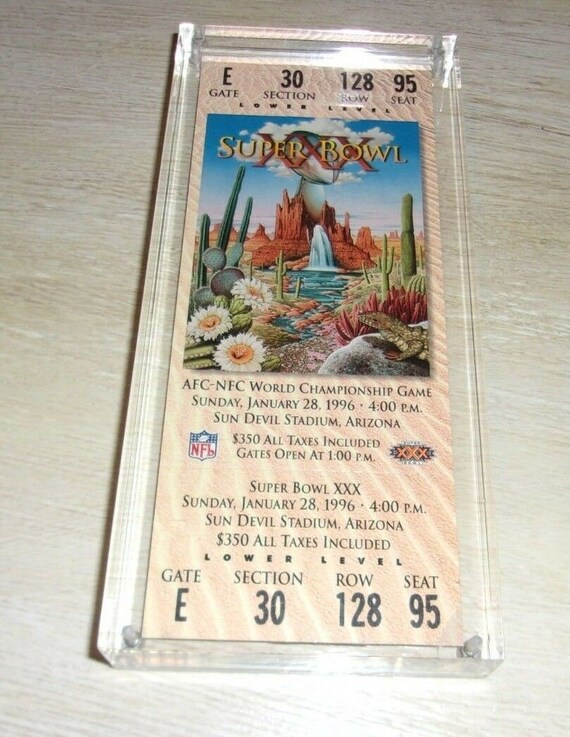 E 30 128 95
GATE SECTION ROW SEAT
LOWER LEVEL
XXX
SUPER BOWL
AFC-NFC WORLD CHAMPIONSHIP GAME
SUNDAY, JANUARY 28, 1996 · 4:00 P.M.
SUN DEVIL STADIUM, ARIZONA
$350 ALL TAXES INCLUDED
GATES OPEN AT 1:00 P.M.
NFL
SUPER
XXX
BOWL
SUPER BOWL XXX
SUNDAY, JANUARY 28, 1996 · 4:00 P.M.
SUN DEVIL STADIUM, ARIZONA
$350 ALL TAXES INCLUDED
LOWER LEVEL
GATE SECTION ROW SEAT
E 30 128 95